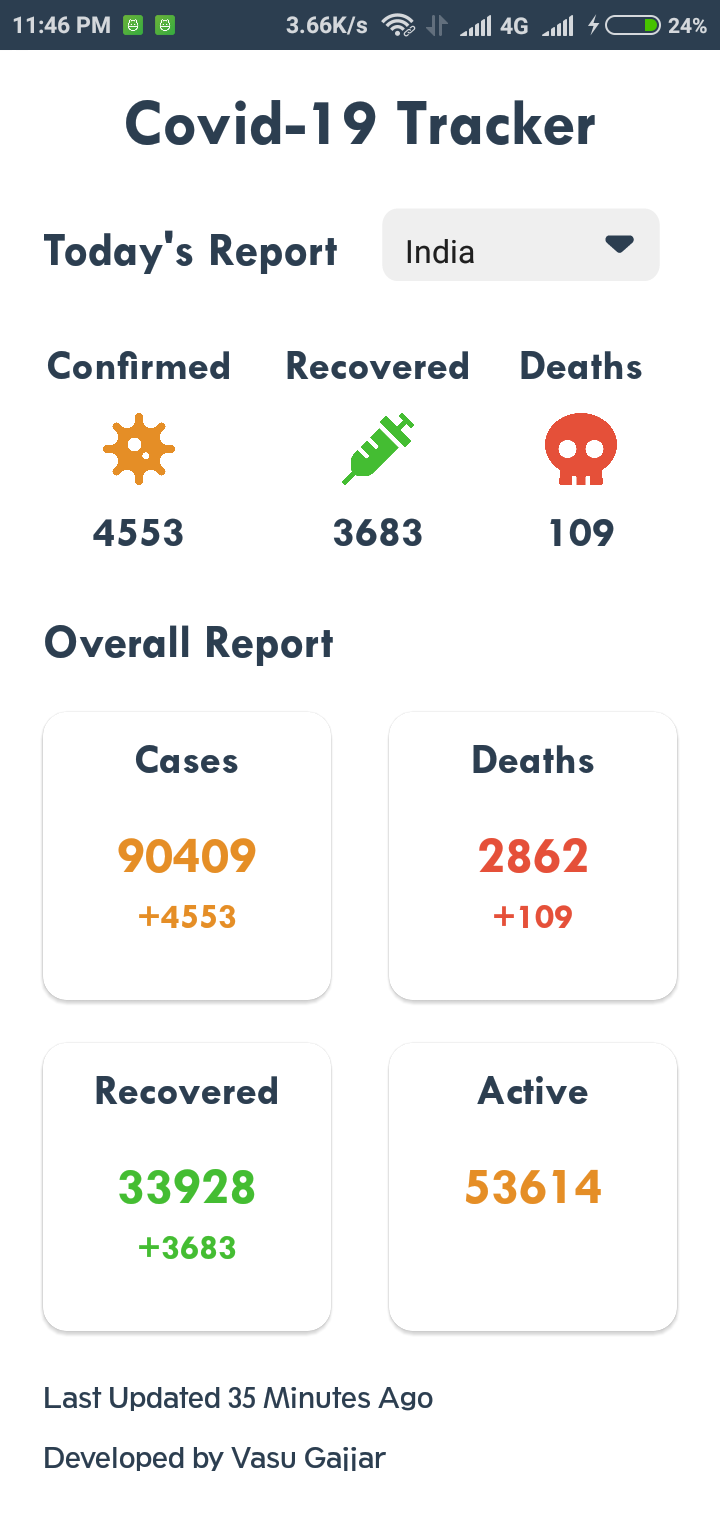 11:46 PM 3.66K/s 4G 24%
Covid-19 Tracker
Today's Report India
Confirmed Recovered Deaths
4553 3683 109
Overall Report
Cases Deaths
90409 2862
+4553 +109
Recovered Active
33928 53614
+3683
Last Updated 35 Minutes Ago
Developed by Vasu Gajjar